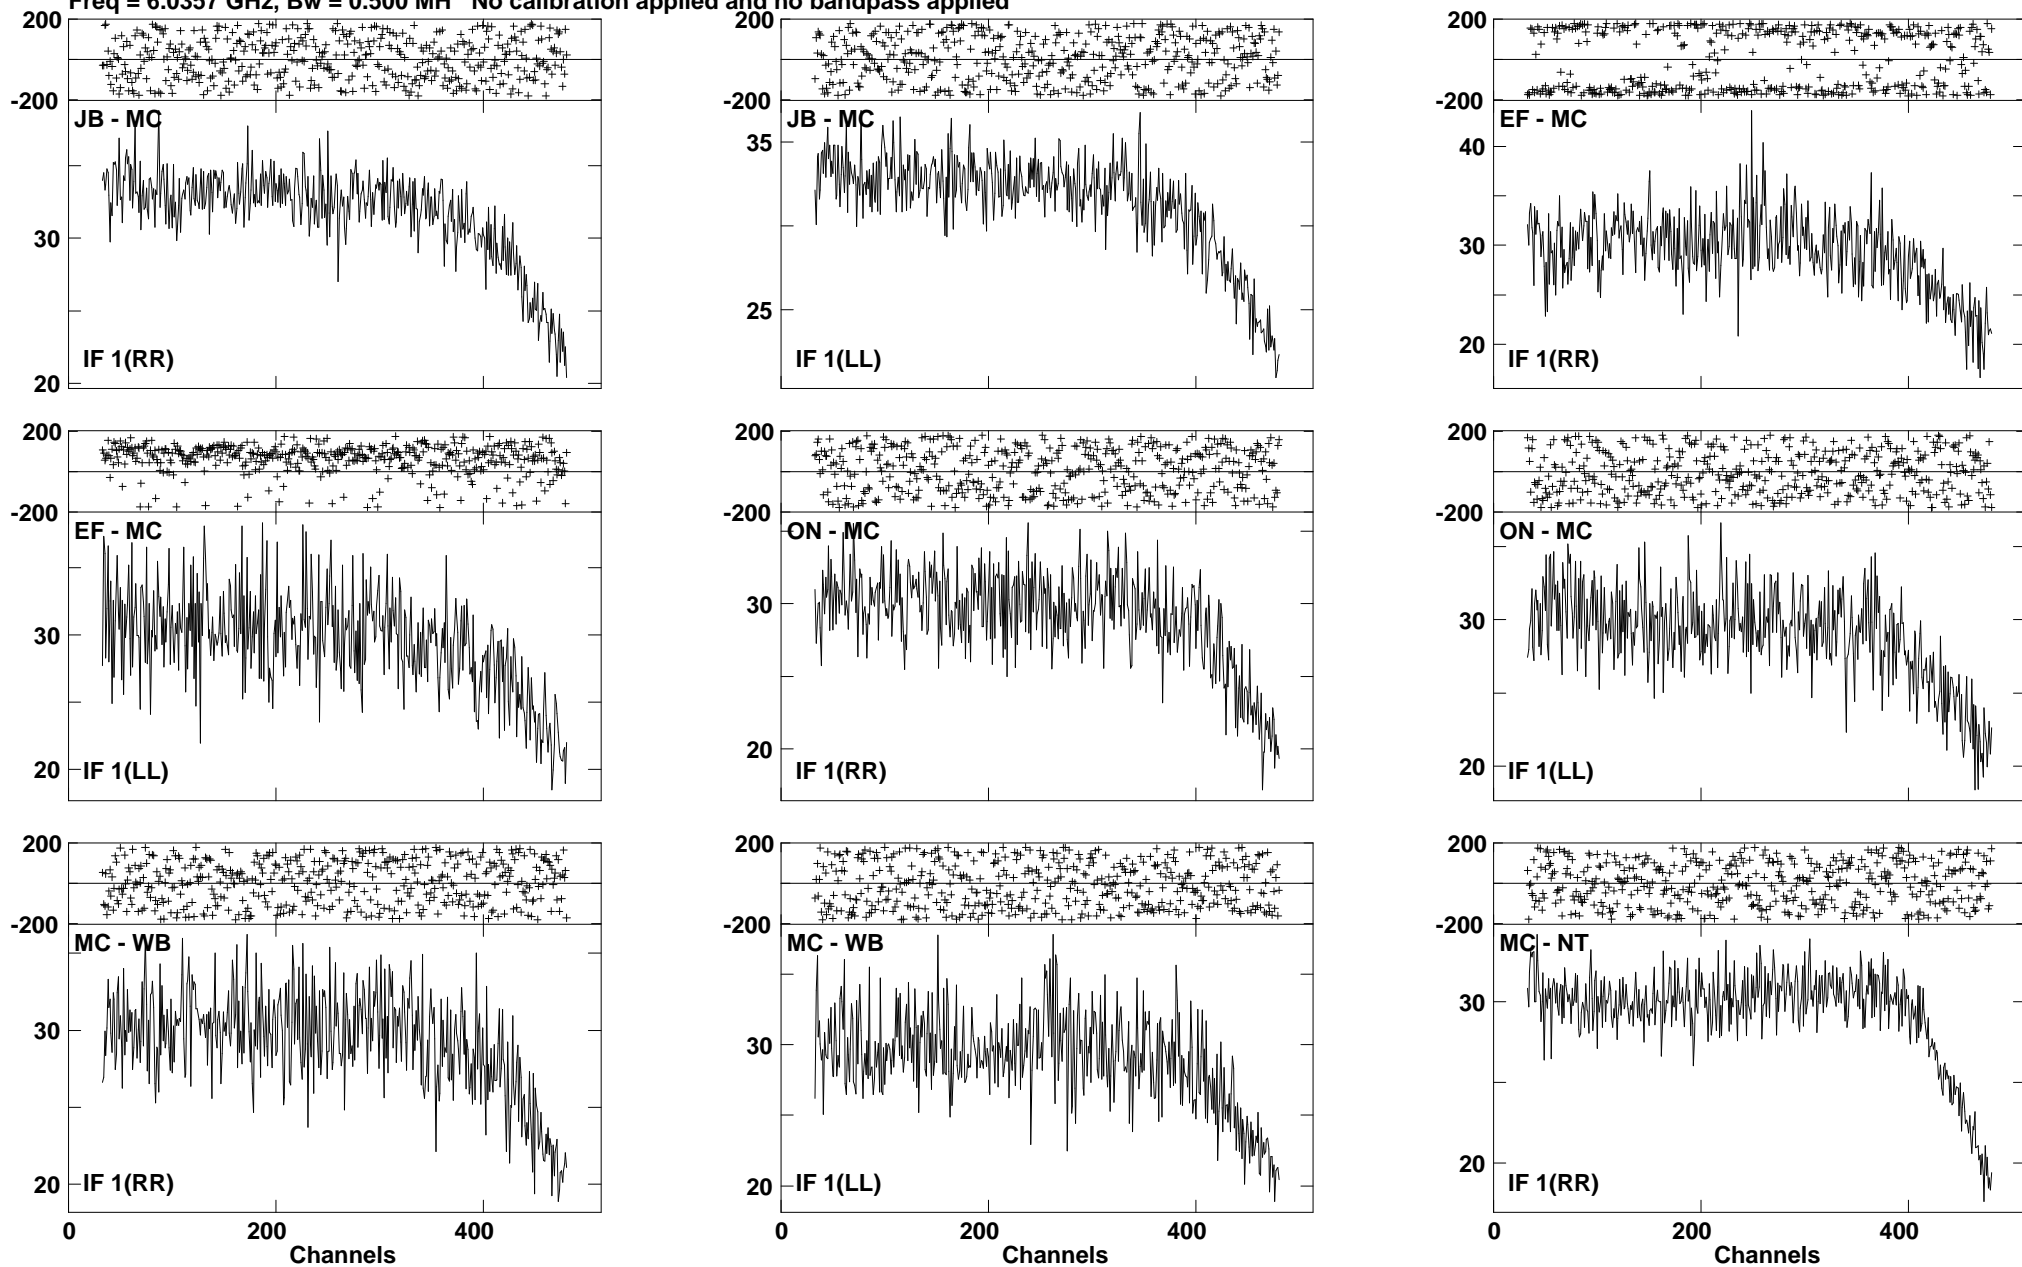 Freq = 6.0357 GHz, Bw = 0.500 MH No calibration applied and no bandpass applied
200
-200
JB - MC
30
20
IF 1(RR)
200
-200
JB - MC
35
25
IF 1(LL)
200
-200
EF - MC
40
30
20
IF 1(RR)
200
-200
EF - MC
30
20
IF 1(LL)
200
-200
ON - MC
30
20
IF 1(RR)
200
-200
ON - MC
30
20
IF 1(LL)
200
-200
MC - WB
30
20
IF 1(RR)
0 200 400
Channels
200
-200
MC - WB
30
20
IF 1(LL)
0 200 400
Channels
200
-200
MC - NT
30
20
IF 1(RR)
0 200 400
Channels